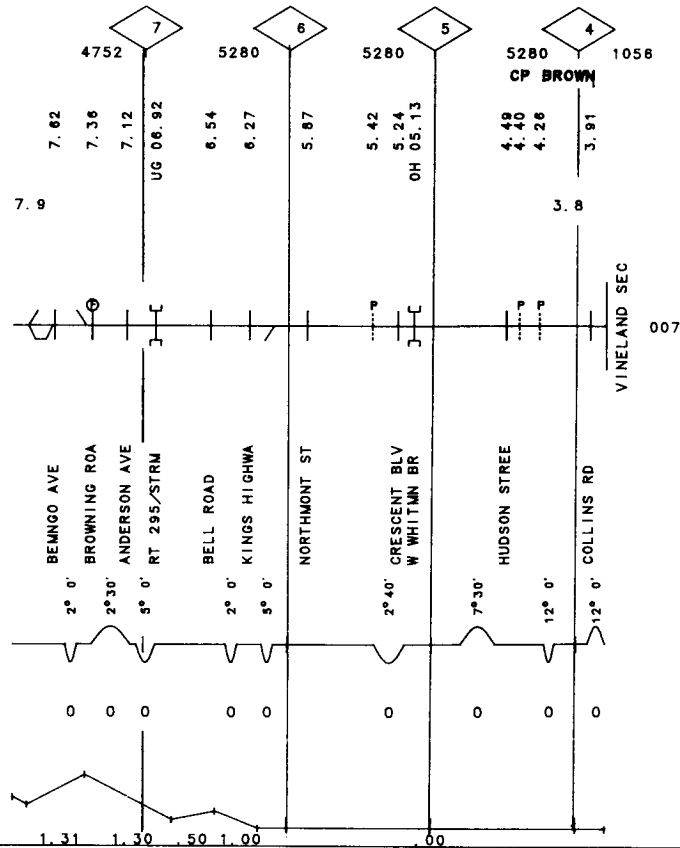 7 6 5 4
4752 5280 5280 5280 1056
CP BROWN
7.62 7.36 7.12 UG 06.92 6.54 6.27 5.87 5.42 5.24 OH 05.13 4.49 4.40 4.26 3.91
7.9 3.8
P P P P
VINELAND SEC
007
BEMNGO AVE
BROWNING ROA
ANDERSON AVE
RT 295/STRM
BELL ROAD
KINGS HIGHWA
NORTHMONT ST
CRESCENT BLV
W WHITMN BR
HUDSON STREE
COLLINS RD
2° 0' 2°30' 5° 0' 2° 0' 5° 0' 2°40' 7°30' 12° 0' 12° 0'
0 0 0 0 0 0 0 0 0
1.31 1.30 .50 1.00 .00